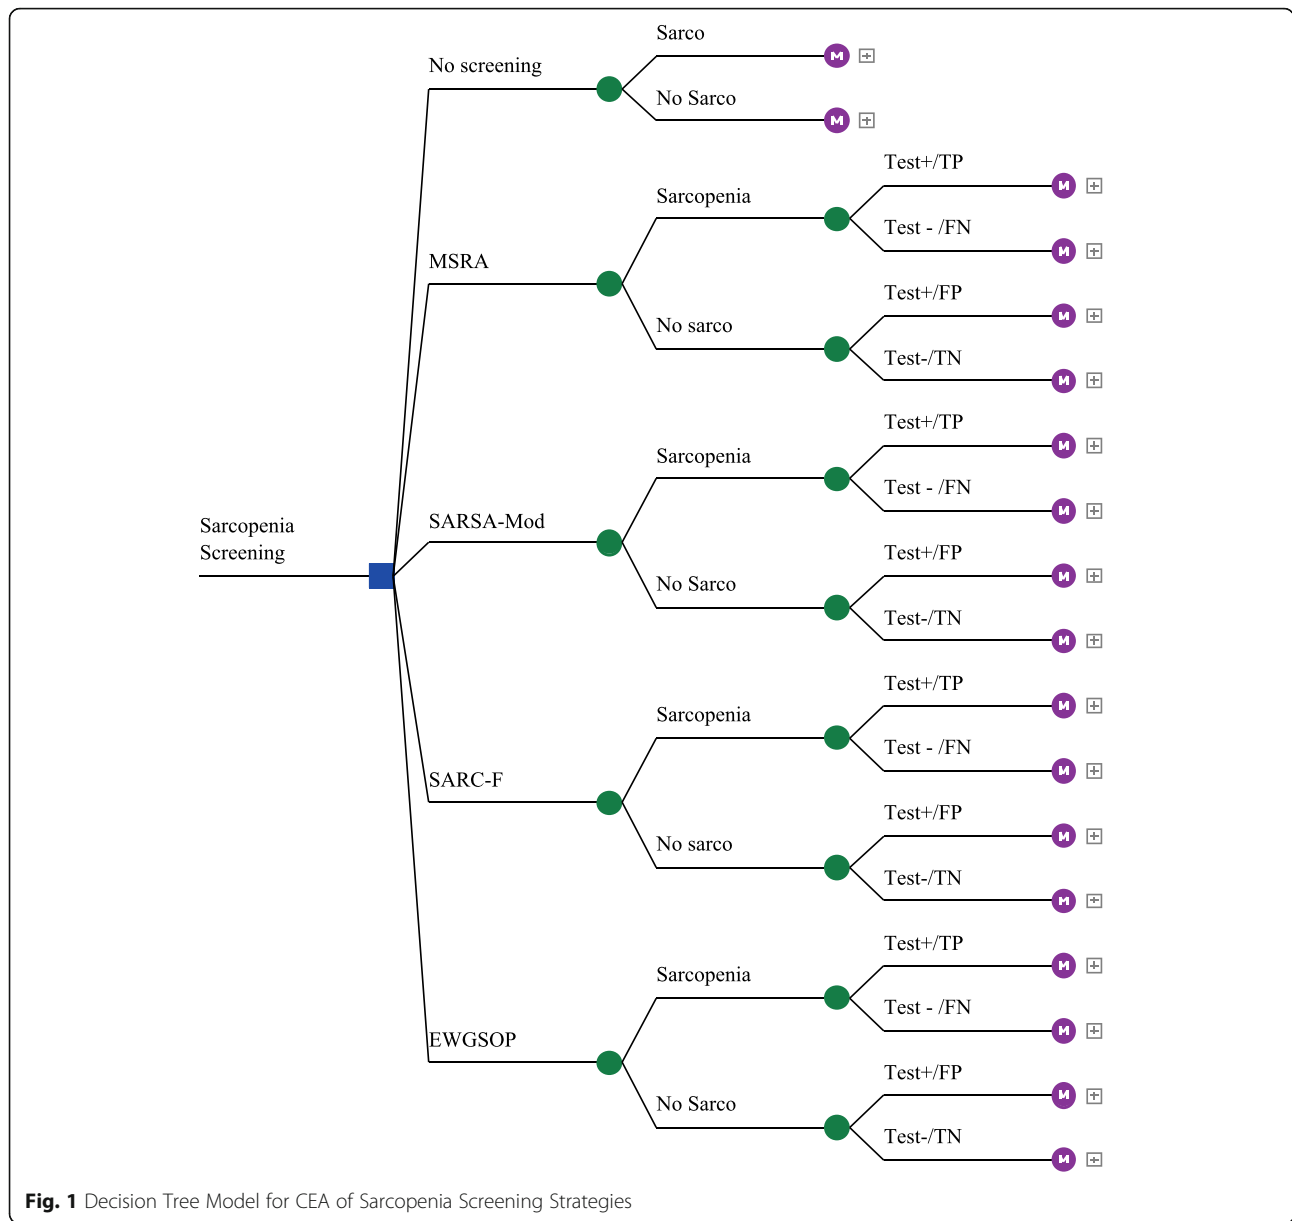 Sarco
No screening
M
No Sarco
M
Test+/TP
M
Sarcopenia
Test - /FN
M
MSRA
Test+/FP
M
No sarco
Test-/TN
M
Test+/TP
M
Sarcopenia
Test - /FN
M
SARSA-Mod
Sarcopenia
Screening
Test+/FP
M
No Sarco
Test-/TN
M
Test+/TP
M
Sarcopenia
Test - /FN
M
SARC-F
Test+/FP
M
No sarco
Test-/TN
M
Test+/TP
M
Sarcopenia
Test - /FN
M
EWGSOP
Test+/FP
M
No Sarco
Test-/TN
M
Fig. 1 Decision Tree Model for CEA of Sarcopenia Screening Strategies